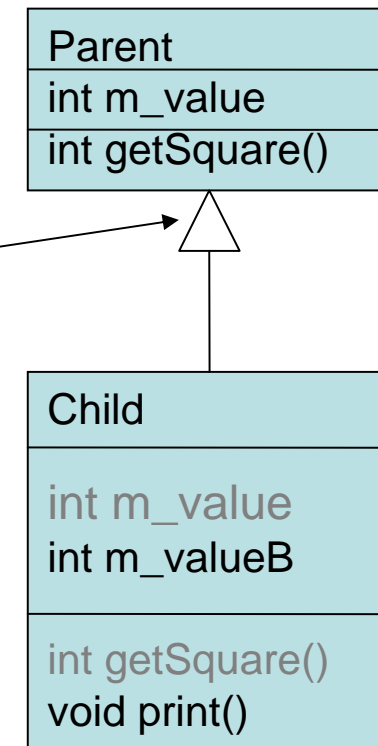 Parent
int m_value
int getSquare()
Child
int m_value
int m_valueB
int getSquare()
void print()